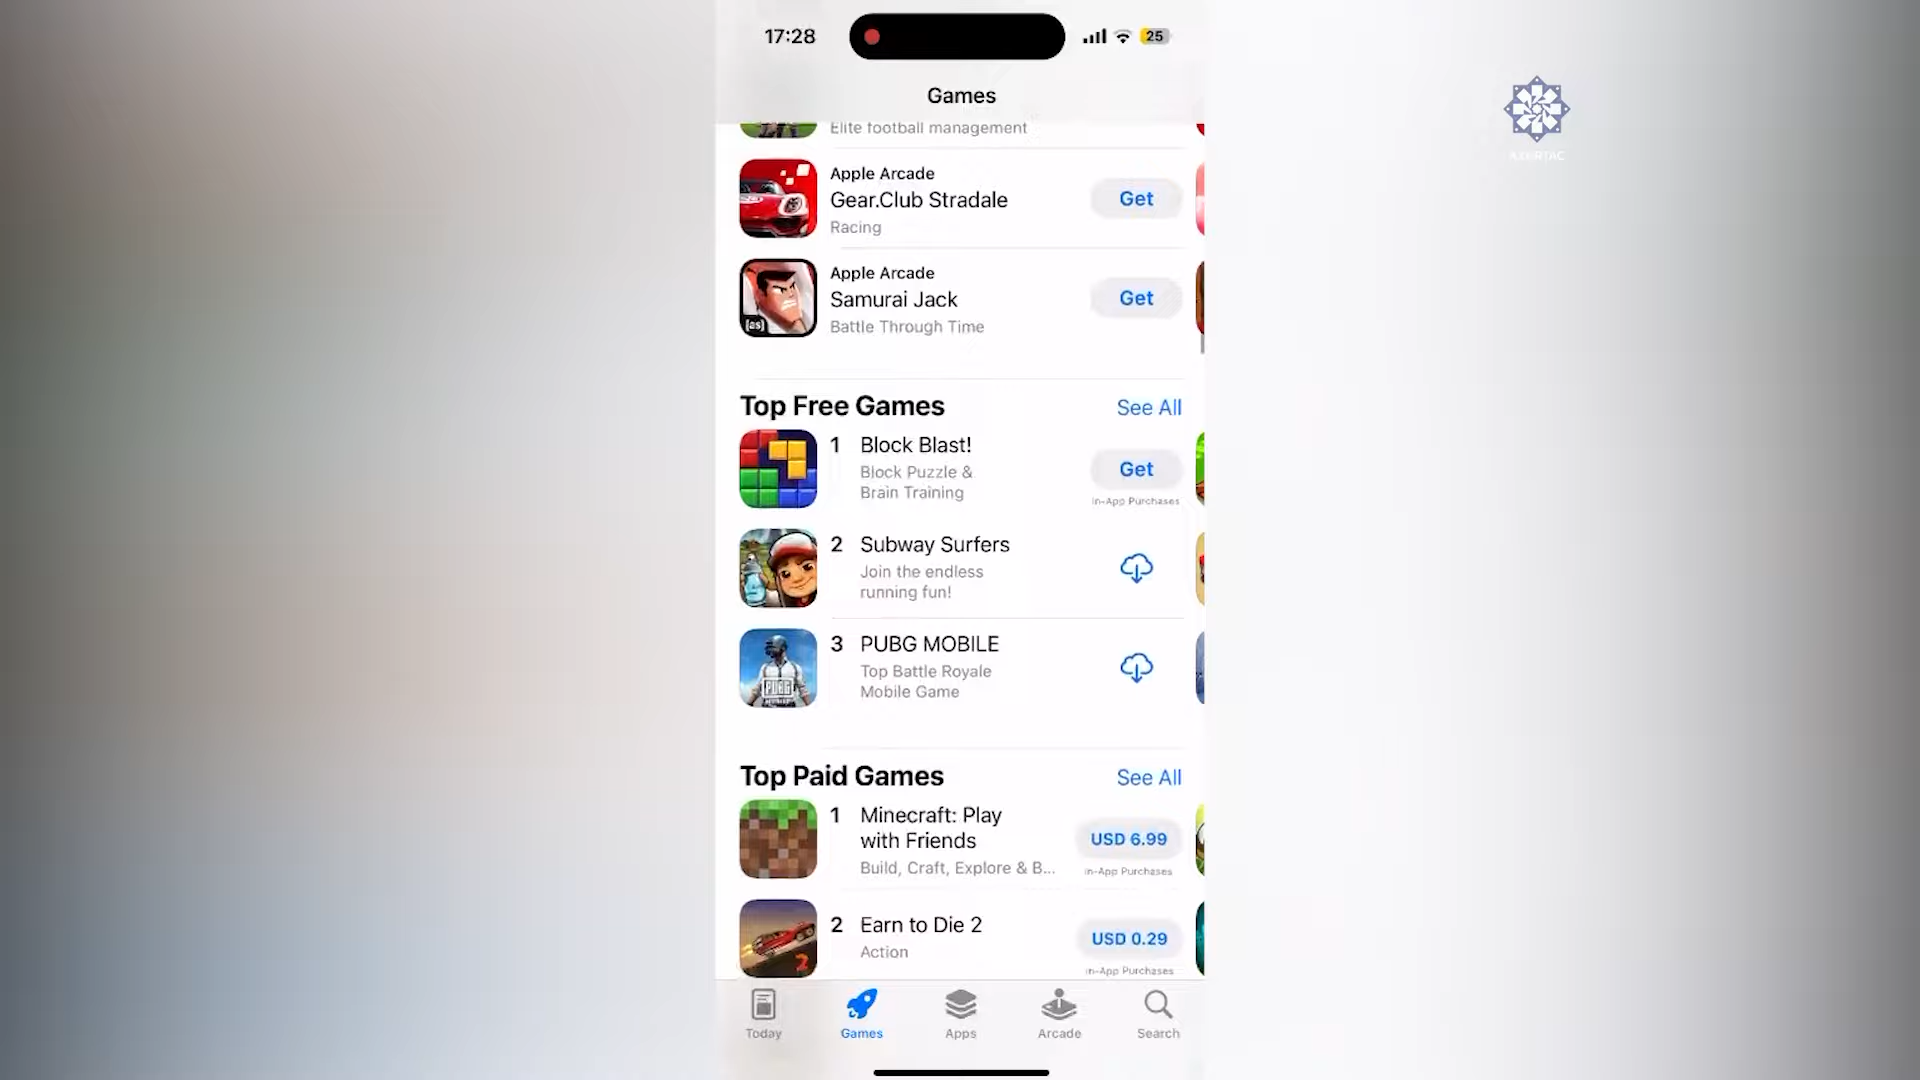 17:28
25
Games
Elite football management
Apple Arcade
Gear.Club Stradale
Racing
Get
Apple Arcade
Samurai Jack
Battle Through Time
Get
[as]
Top Free Games
See All
1 Block Blast!
Block Puzzle &
Brain Training
Get
In-App Purchases
2 Subway Surfers
Join the endless
running fun!
3 PUBG MOBILE
Top Battle Royale
Mobile Game
PUBG
Top Paid Games
See All
1 Minecraft: Play
with Friends
Build, Craft, Explore & B...
USD 6.99
In-App Purchases
2 Earn to Die 2
Action
USD 0.29
In-App Purchases
2
Today
Games
Apps
Arcade
Search